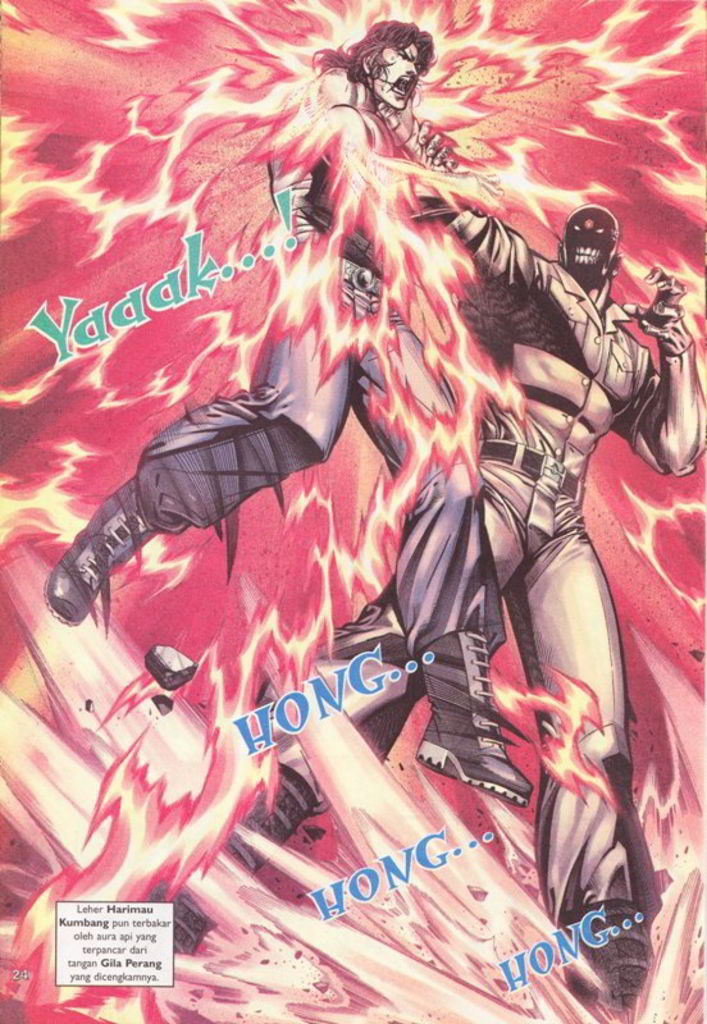 Yaaak....!
HONG...
HONG...
HONG...
Leher Harimau
Kumbang pun terbakar
oleh aura api yang
terpancar dari
tangan Gila Perang
yang dicengkamnya.
24